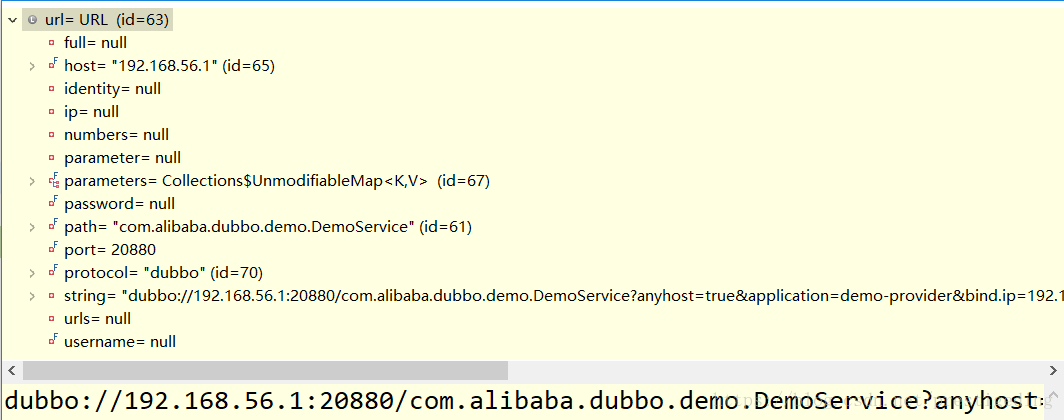 url= URL (id=63)
full= null
host= "192.168.56.1" (id=65)
identity= null
ip= null
numbers= null
parameter= null
parameters= Collections$UnmodifiableMap<K,V> (id=67)
password= null
path= "com.alibaba.dubbo.demo.DemoService" (id=61)
port= 20880
protocol= "dubbo" (id=70)
string= "dubbo://192.168.56.1:20880/com.alibaba.dubbo.demo.DemoService?anyhost=true&application=demo-provider&bind.ip=192.1
urls= null
username= null
dubbo://192.168.56.1:20880/com.alibaba.dubbo.demo.DemoService?anyhost